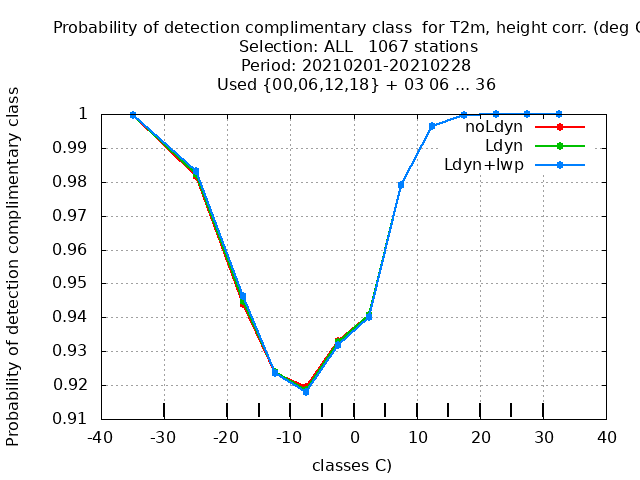 Probability of detection complimentary class  for T2m, height corr. (deg C
Selection: ALL   1067 stations
Period: 20210201-20210228
Used {00,06,12,18} + 03 06 ... 36
Probability of detection complimentary class
1
0.99
0.98
0.97
0.96
0.95
0.94
0.93
0.92
0.91
noLdyn
Ldyn
Ldyn+lwp
-40 -30 -20 -10 0 10 20 30 40
classes C)